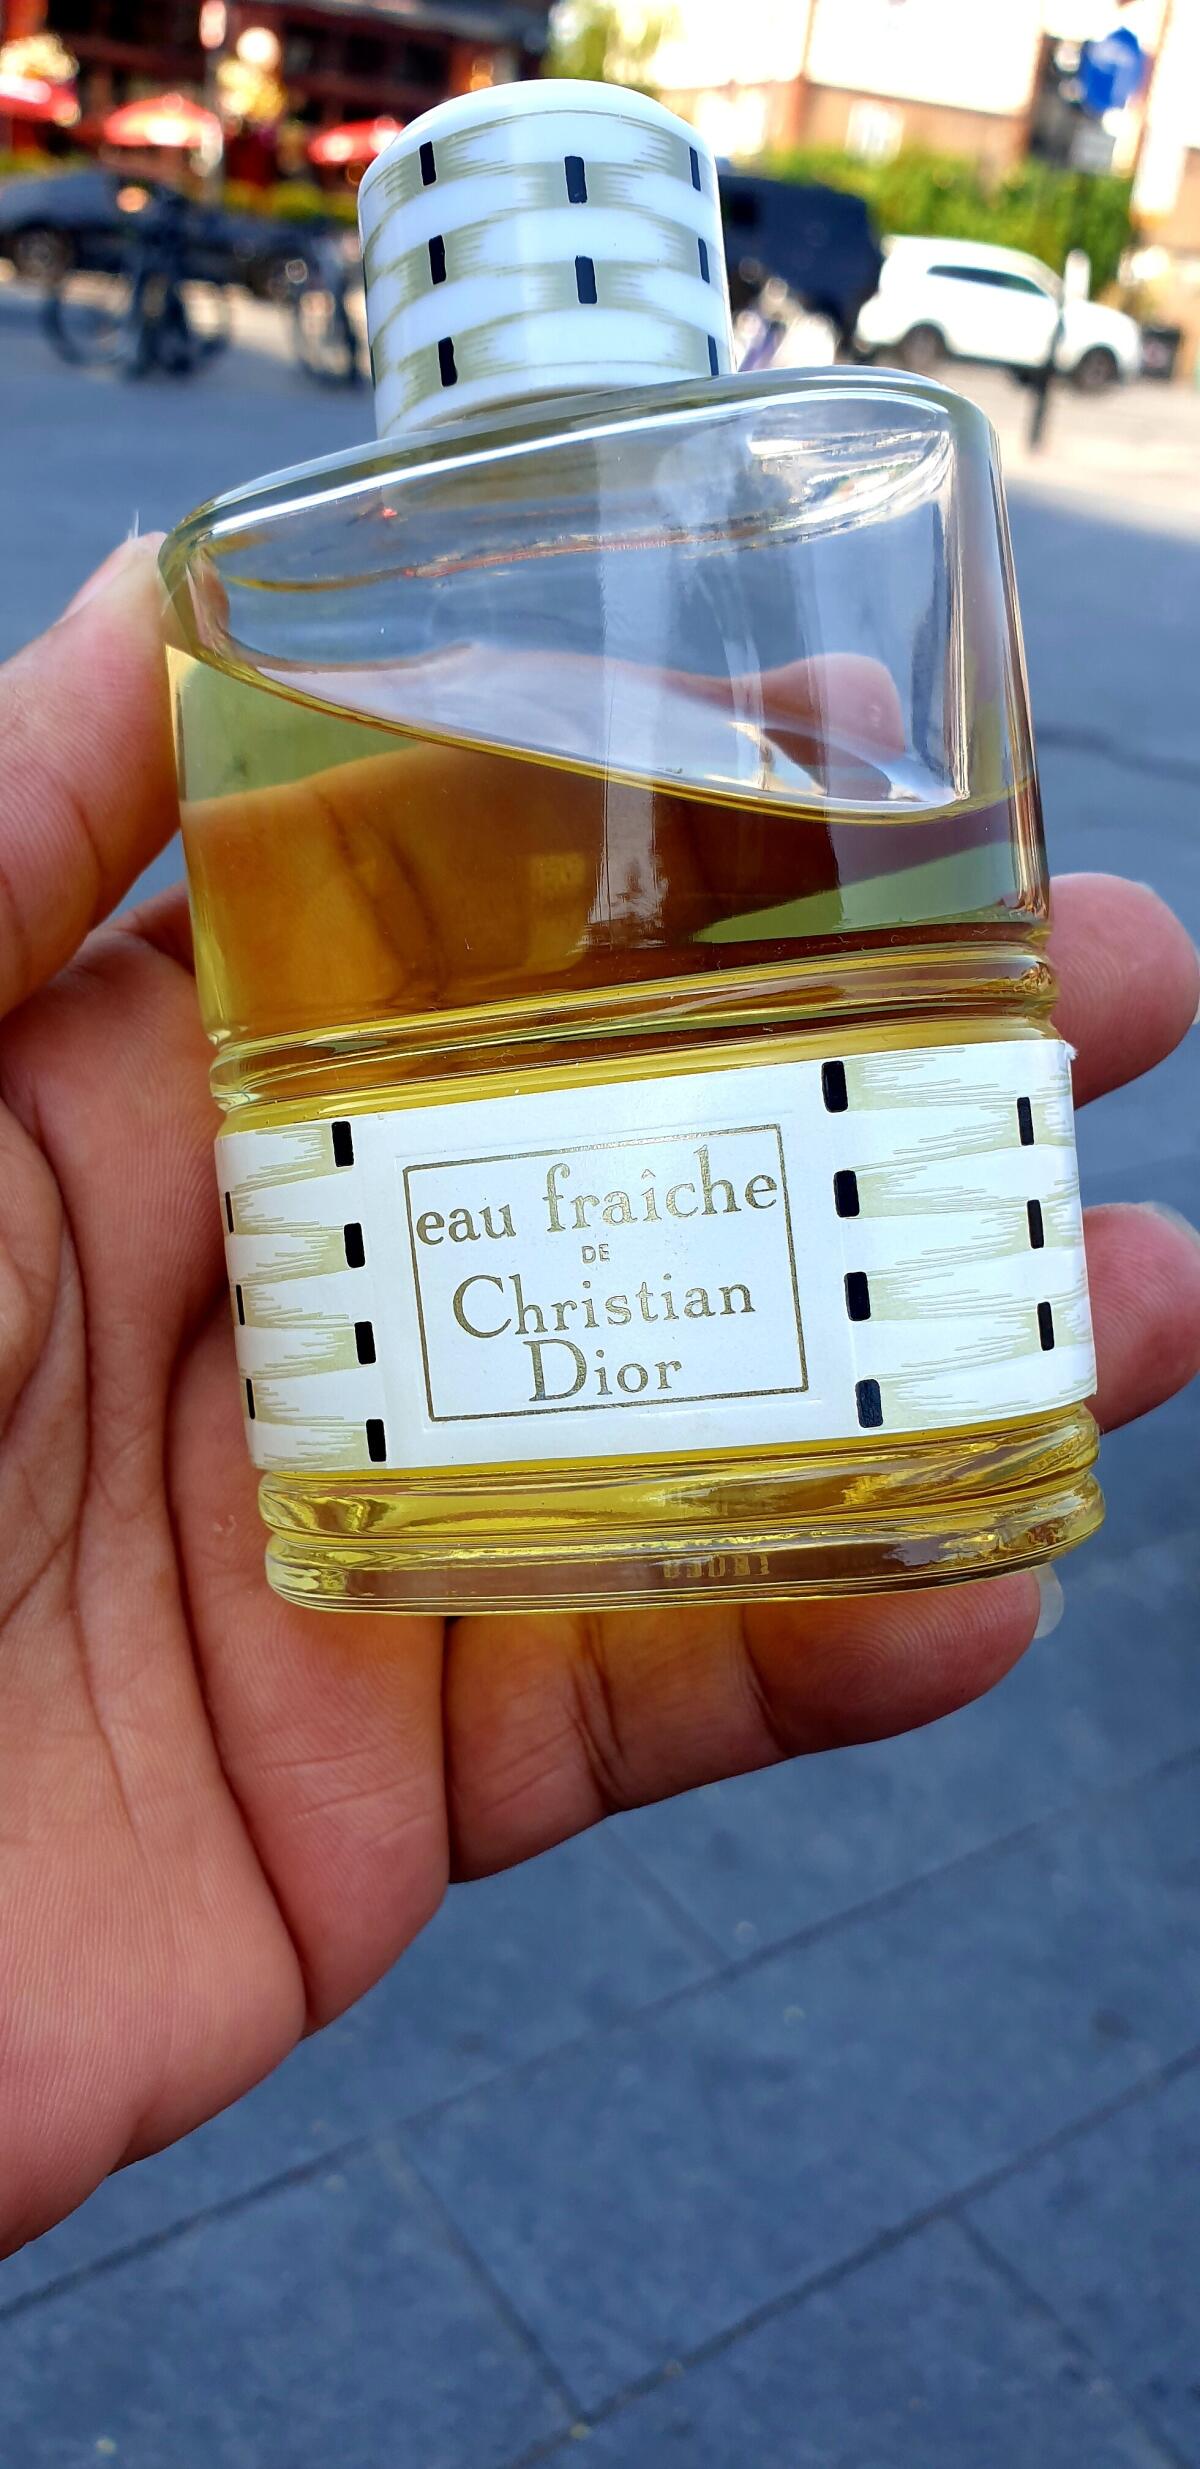 eau fraîche
DE
Christian
Dior